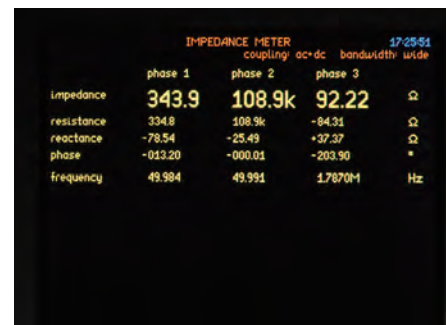 IMPEDANCE METER 17:25:51
coupling: ac+dc bandwidth: wide
phase 1 phase 2 phase 3
impedance 343.9 108.9k 92.22 Ω
resistance 334.8 108.9k -84.31 Ω
reactance -78.54 -25.49 +37.37 Ω
phase -013.20 -000.01 -203.90 °
frequency 49.984 49.991 1.7870M Hz